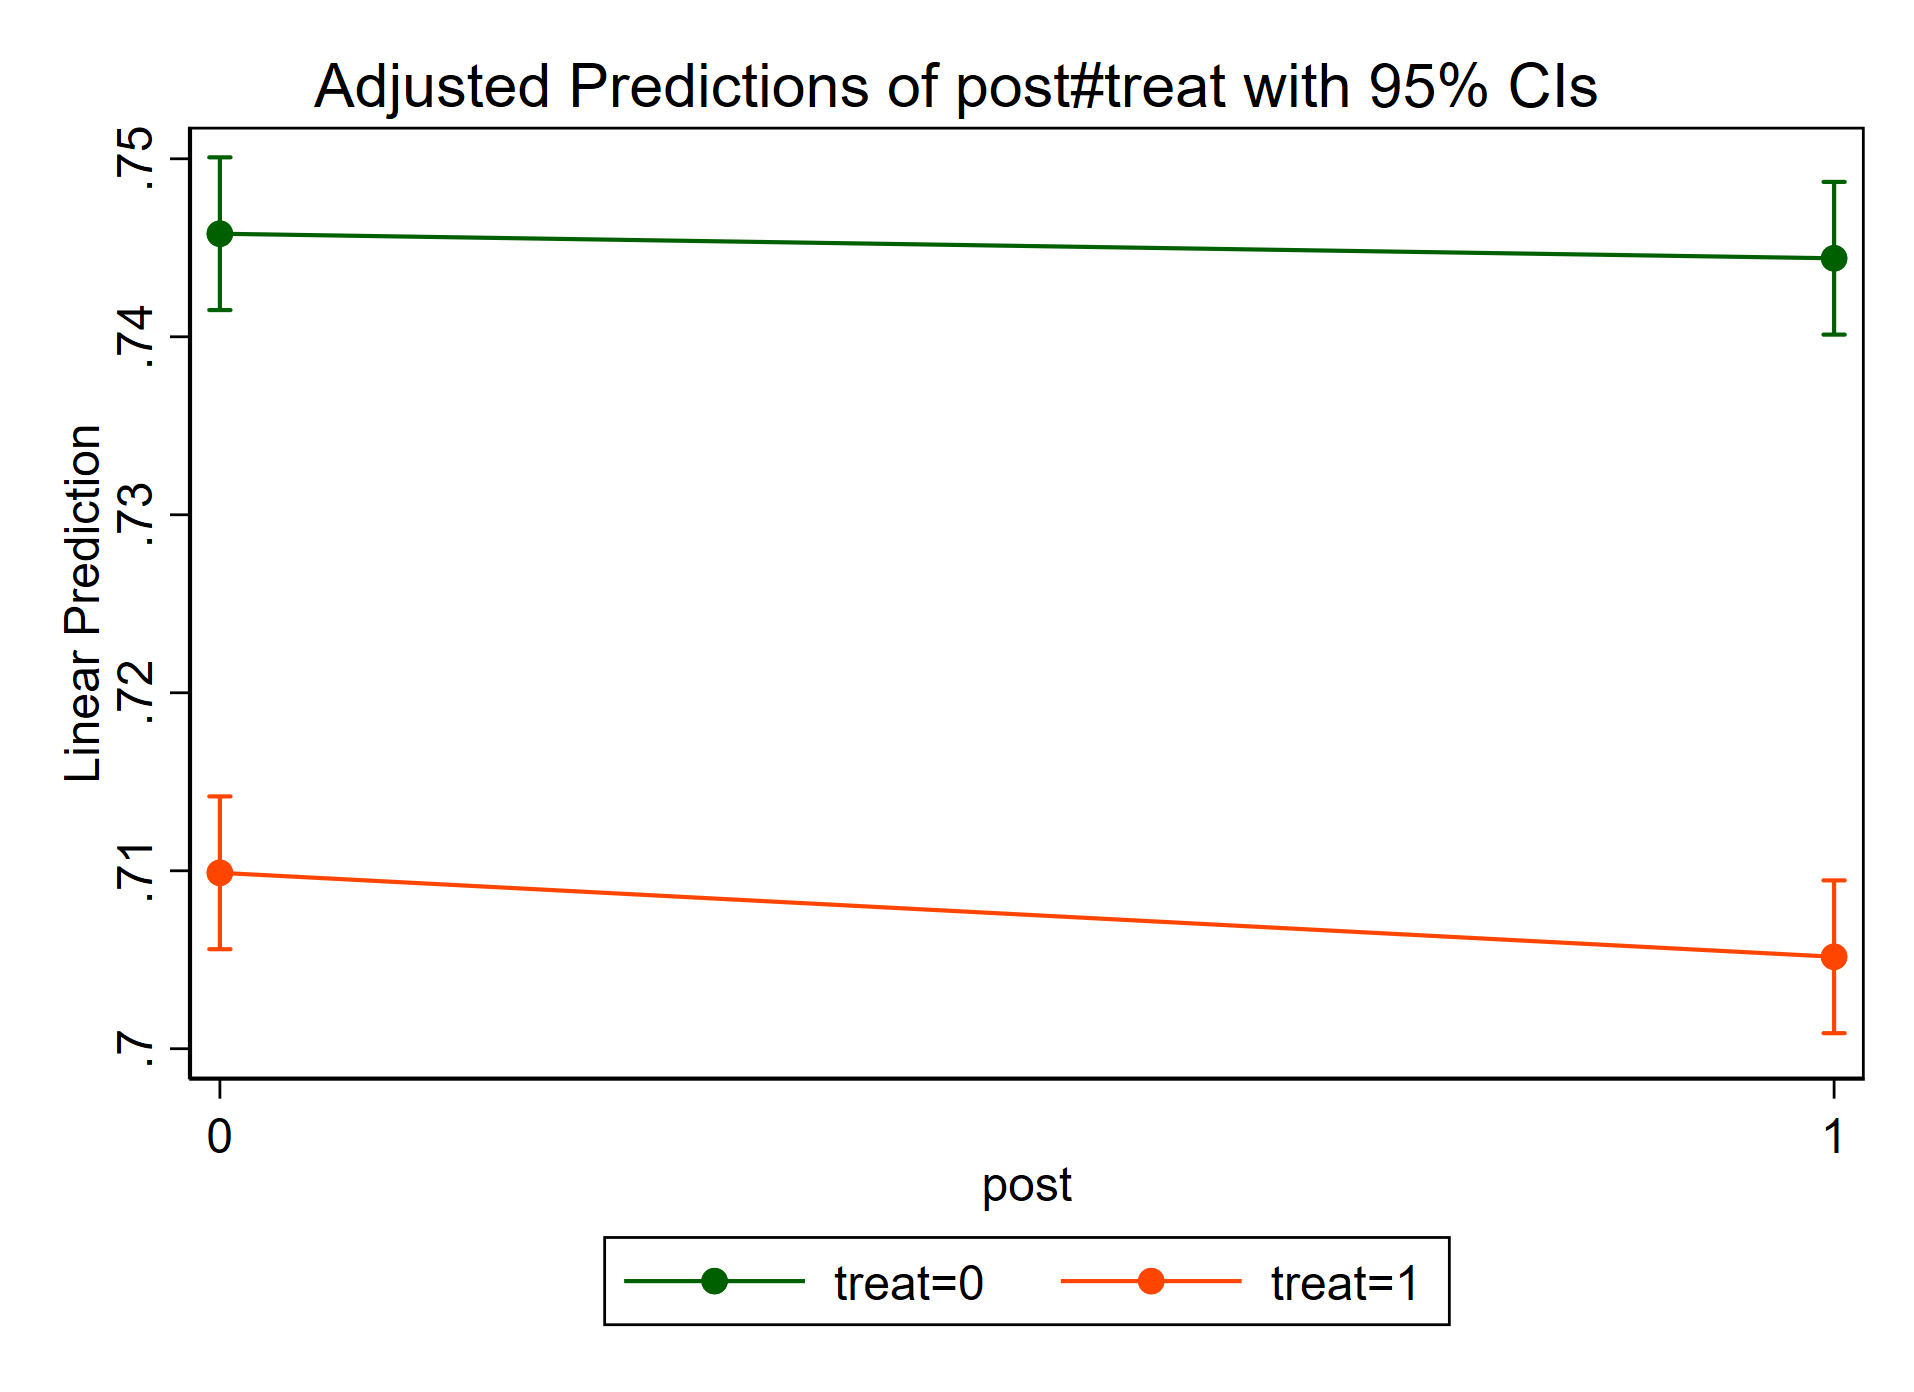 Adjusted Predictions of post#treat with 95% CIs
Linear Prediction
.75
.74
.73
.72
.71
.7
0 1
post
treat=0 treat=1